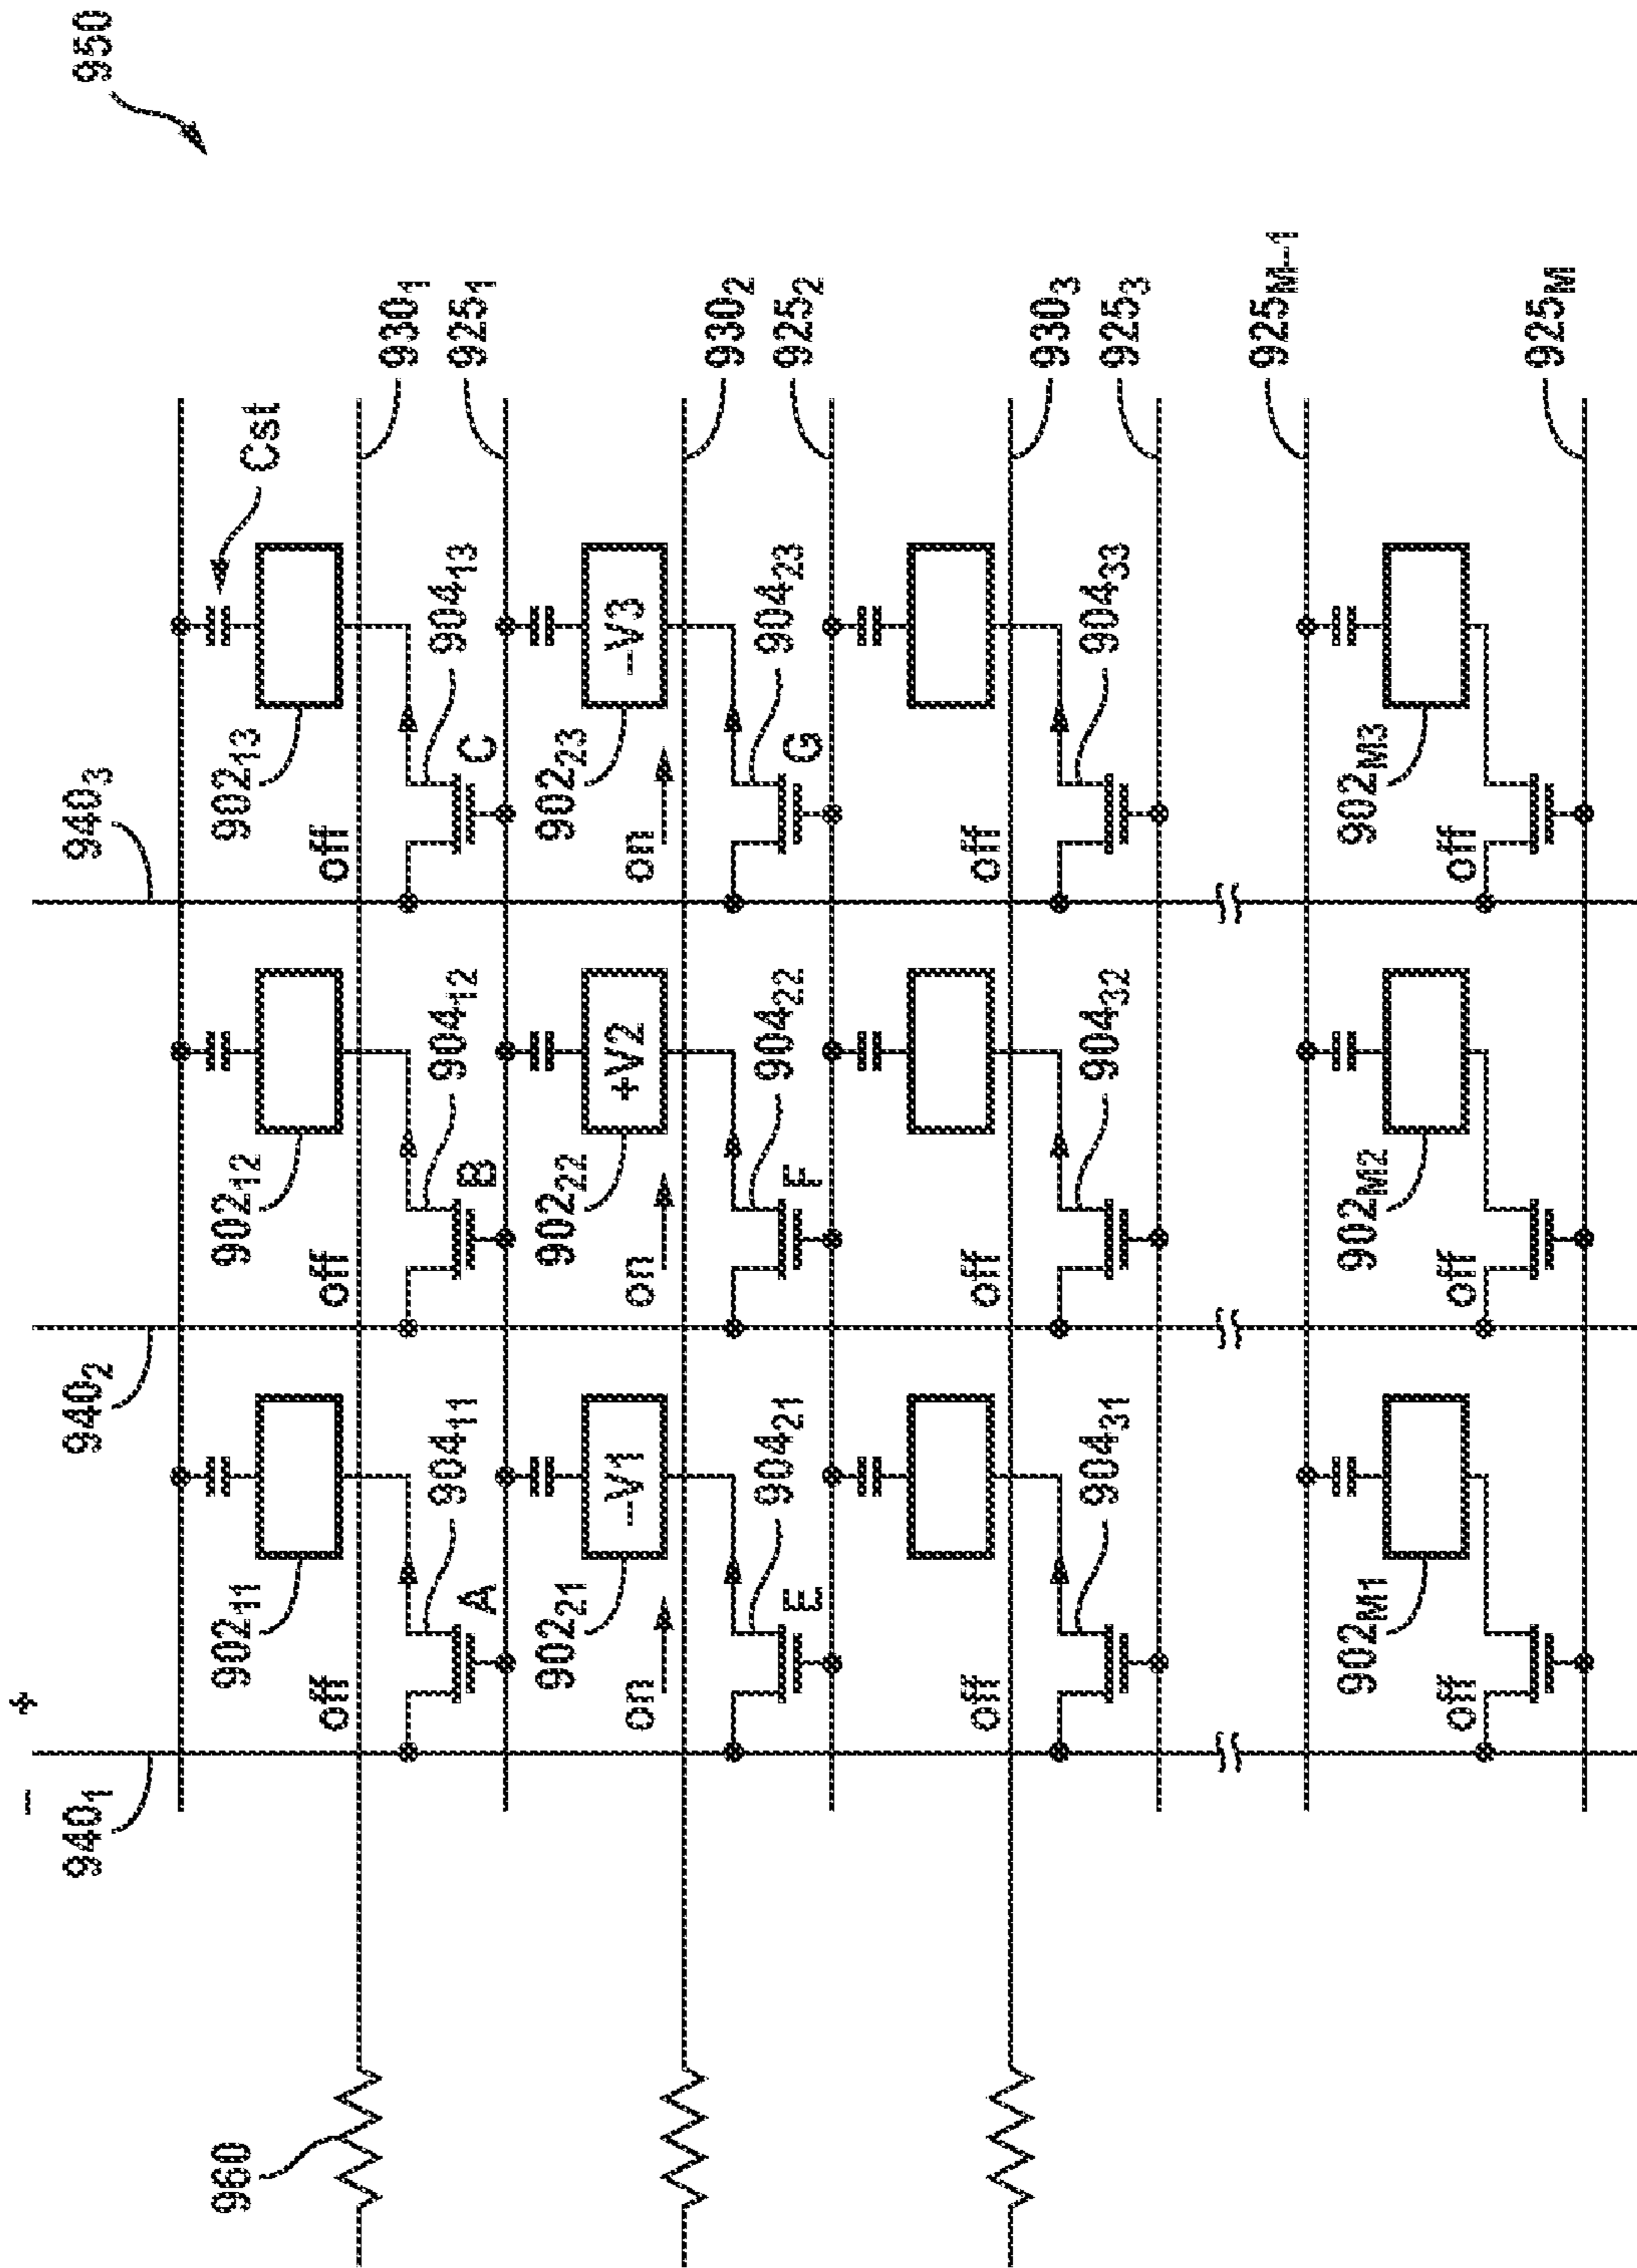 950
940₁
– +
940₂
940₃
902₁₁
902₁₂
902₁₃
Cst
off
off
off
960
930₁
904₁₁
904₁₂
904₁₃
A
B
C
925₁
902₂₁
902₂₂
902₂₃
–V1
+V2
–V3
on
on
on
930₂
904₂₁
904₂₂
904₂₃
E
F
G
925₂
off
off
off
930₃
904₃₁
904₃₂
904₃₃
925₃
925M–1
902M1
902M2
902M3
off
off
off
925M